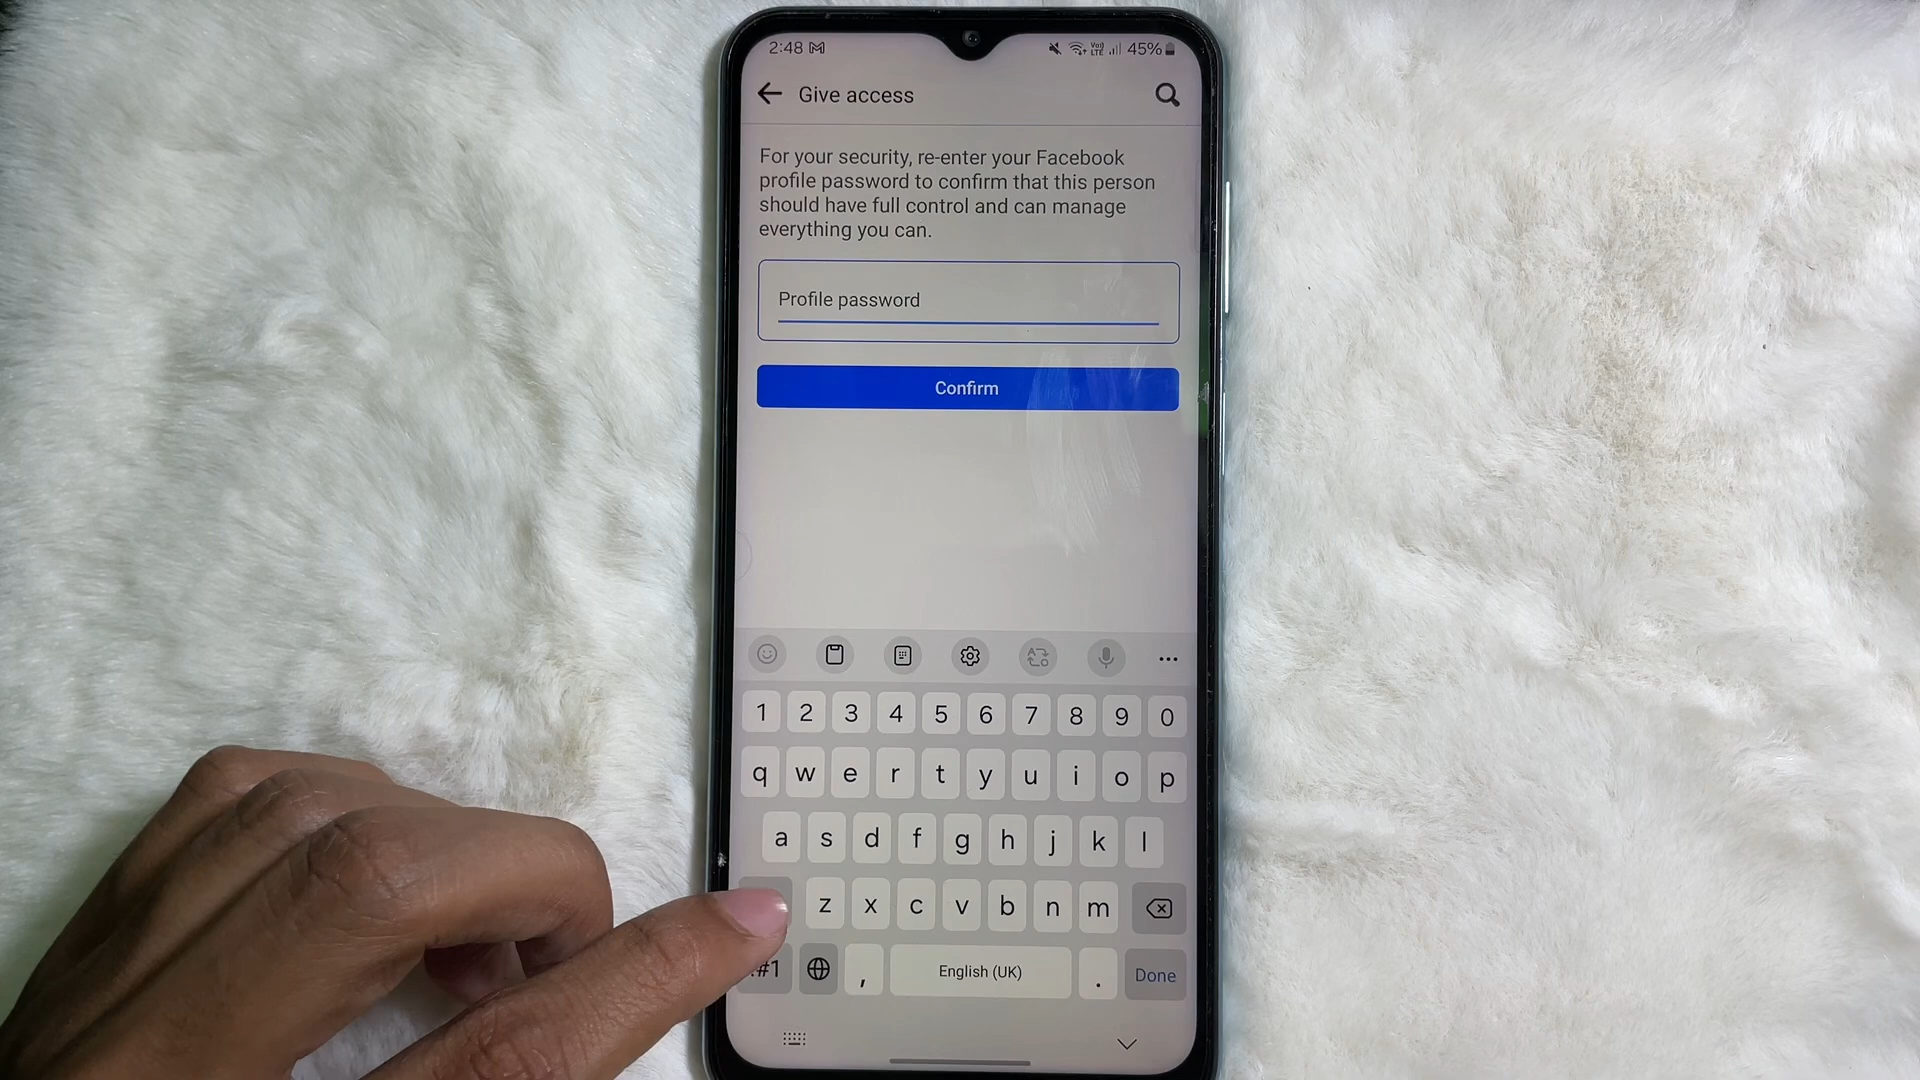 2:48 45%
Give access
For your security, re-enter your Facebook
profile password to confirm that this person
should have full control and can manage
everything you can.
Profile password
Confirm
1 2 3 4 5 6 7 8 9 0
q w e r t y u i o p
a s d f g h j k l
z x c v b n m
#1 , English (UK) . Done